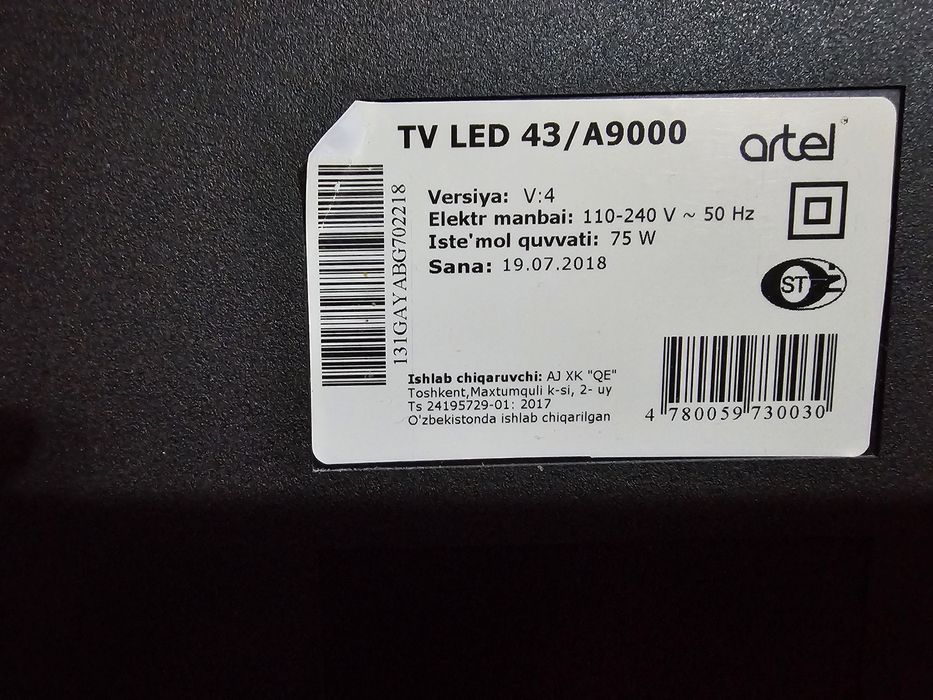 TV LED 43/A9000
artel®
131GAYABG702218
Versiya: V:4
Elektr manbai: 110-240 V ~ 50 Hz
Iste'mol quvvati: 75 W
Sana: 19.07.2018
ST
Ishlab chiqaruvchi: AJ XK "QE"
Toshkent,Maxtumquli k-si, 2- uy
Ts 24195729-01: 2017
O'zbekistonda ishlab chiqarilgan
4 780059 730030